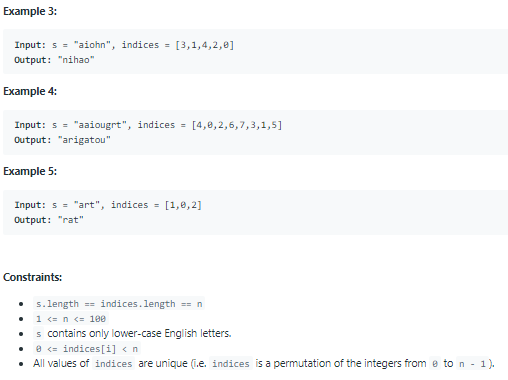 Example 3:
Input: s = "aiohn", indices = [3,1,4,2,0]
Output: "nihao"
Example 4:
Input: s = "aaiougrt", indices = [4,0,2,6,7,3,1,5]
Output: "arigatou"
Example 5:
Input: s = "art", indices = [1,0,2]
Output: "rat"
Constraints:
• s.length == indices.length == n
• 1 <= n <= 100
• s contains only lower-case English letters.
• 0 <= indices[i] < n
• All values of indices are unique (i.e. indices is a permutation of the integers from 0 to n - 1).